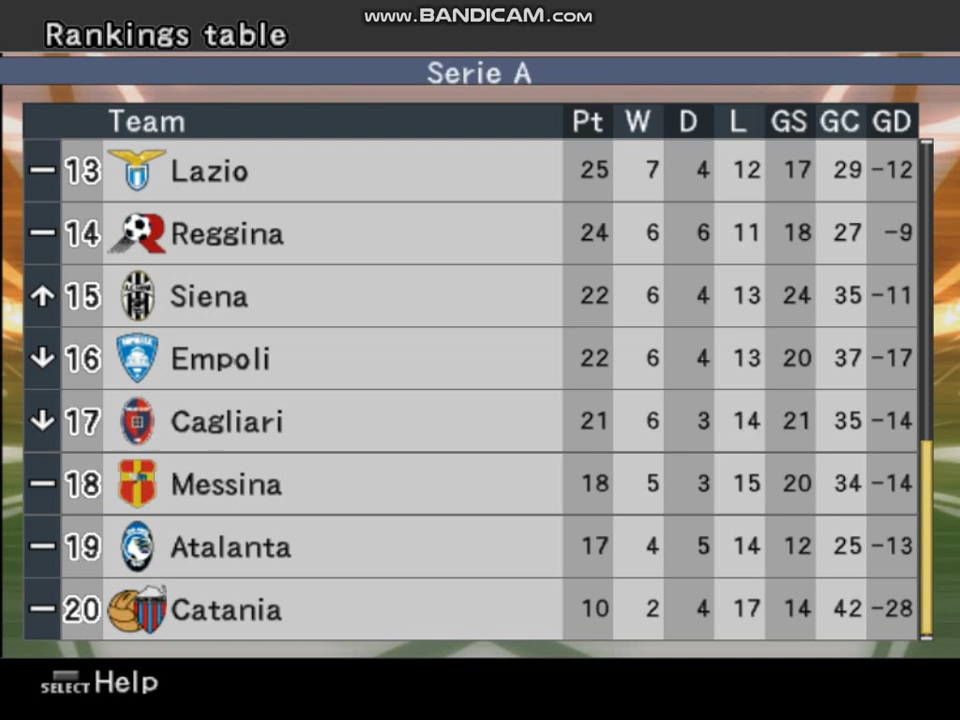 www.BANDICAM.com
Rankings table
Serie A
Team Pt W D L GS GC GD
13 Lazio 25 7 4 12 17 29 -12
14 Reggina 24 6 6 11 18 27 -9
15 Siena 22 6 4 13 24 35 -11
16 Empoli 22 6 4 13 20 37 -17
17 Cagliari 21 6 3 14 21 35 -14
18 Messina 18 5 3 15 20 34 -14
19 Atalanta 17 4 5 14 12 25 -13
20 Catania 10 2 4 17 14 42 -28
SELECT Help